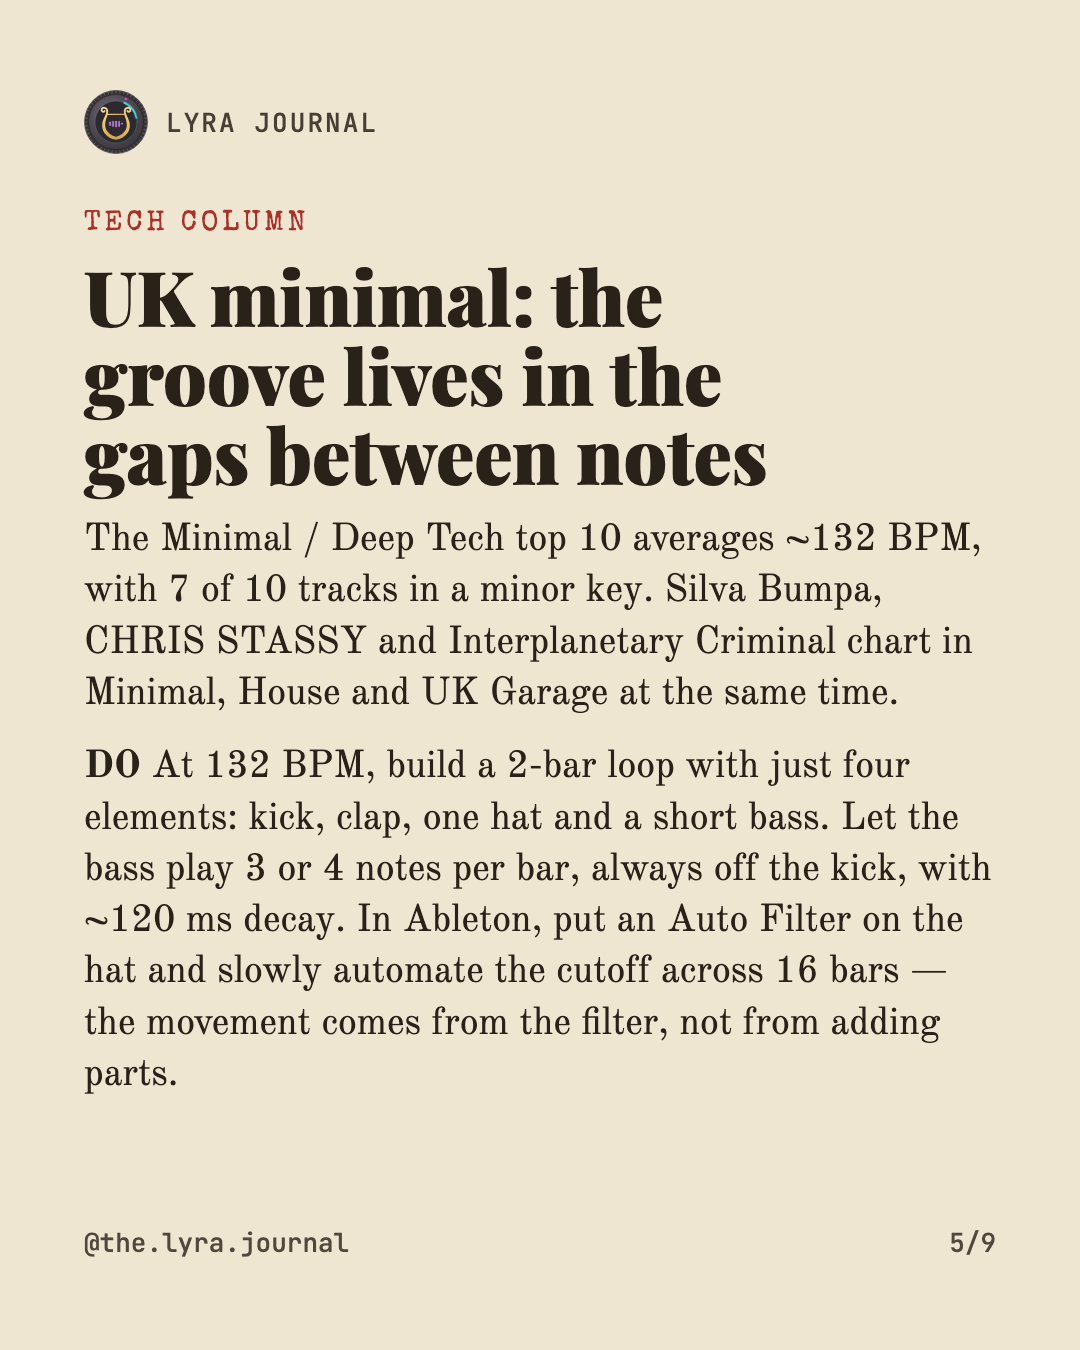 LYRA JOURNAL
TECH COLUMN
UK minimal: the
groove lives in the
gaps between notes
The Minimal / Deep Tech top 10 averages ~132 BPM,
with 7 of 10 tracks in a minor key. Silva Bumpa,
CHRIS STASSY and Interplanetary Criminal chart in
Minimal, House and UK Garage at the same time.
DO At 132 BPM, build a 2-bar loop with just four
elements: kick, clap, one hat and a short bass. Let the
bass play 3 or 4 notes per bar, always off the kick, with
~120 ms decay. In Ableton, put an Auto Filter on the
hat and slowly automate the cutoff across 16 bars —
the movement comes from the filter, not from adding
parts.
@the.lyra.journal
5/9